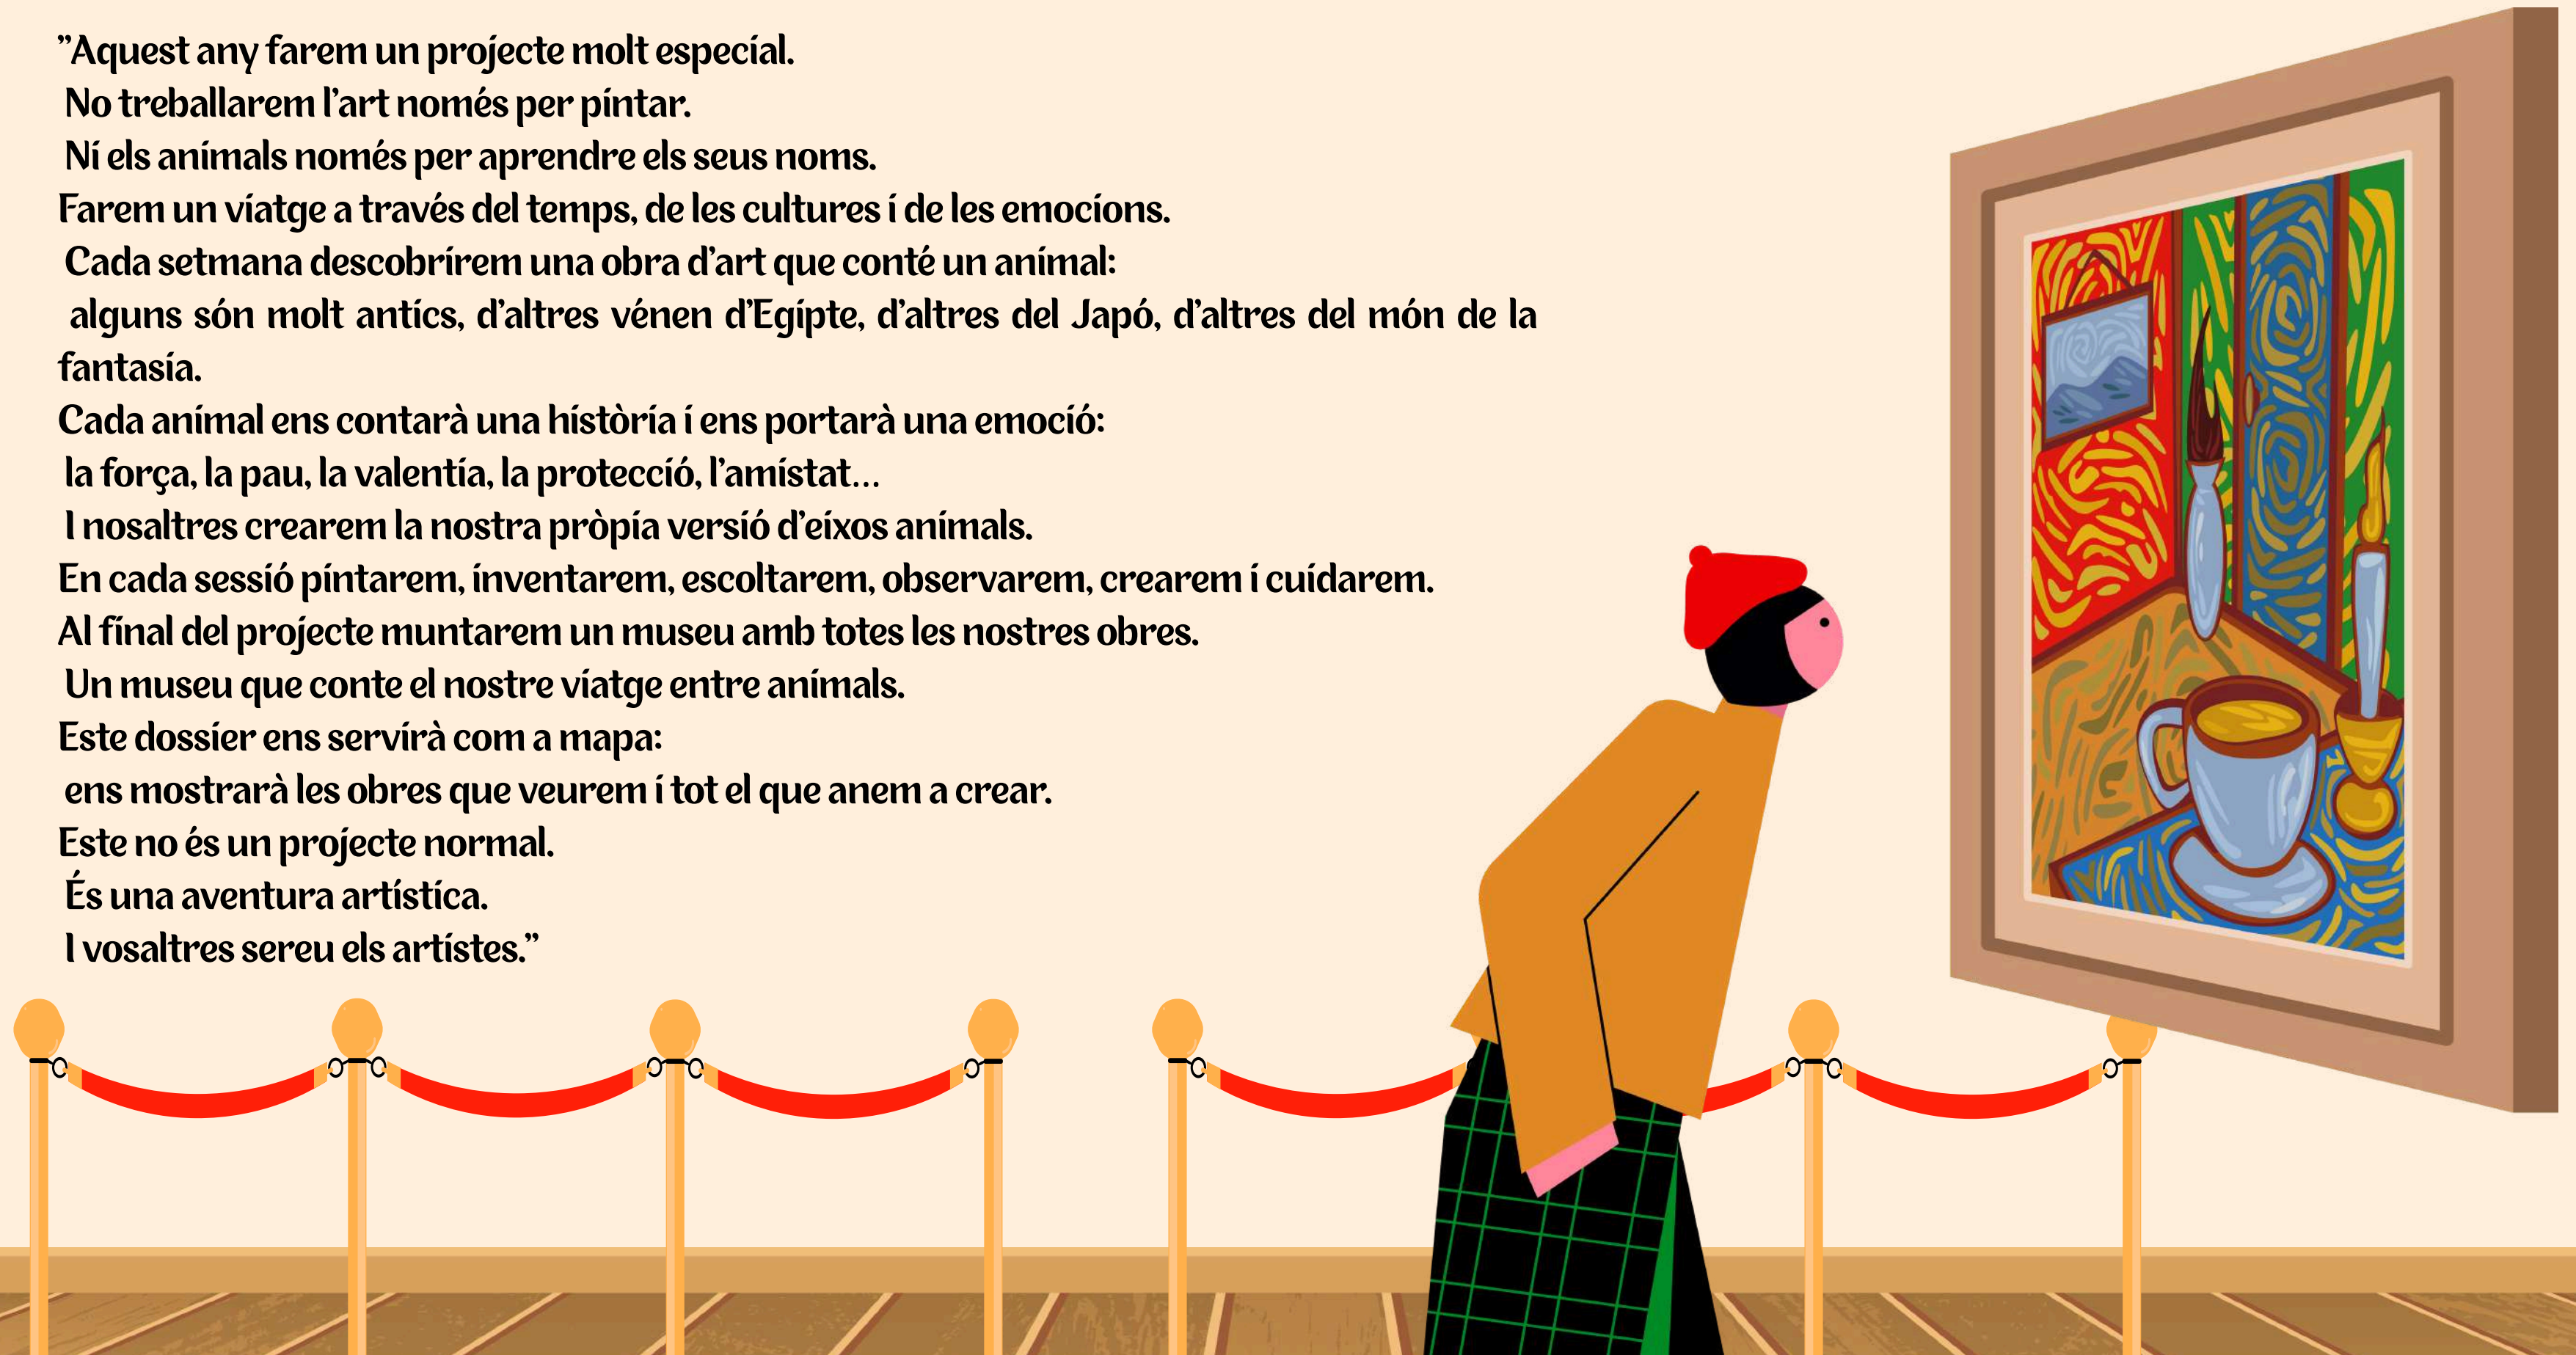 ”Aquest any farem un projecte molt especial.
No treballarem l’art només per pintar.
Ni els animals només per aprendre els seus noms.
Farem un viatge a través del temps, de les cultures i de les emocions.
Cada setmana descobrirem una obra d’art que conté un animal:
alguns són molt antics, d’altres vénen d’Egipte, d’altres del Japó, d’altres del món de la
fantasia.
Cada animal ens contarà una història i ens portarà una emoció:
la força, la pau, la valentia, la protecció, l’amistat...
I nosaltres crearem la nostra pròpia versió d’eixos animals.
En cada sessió pintarem, inventarem, escoltarem, observarem, crearem i cuidarem.
Al final del projecte muntarem un museu amb totes les nostres obres.
Un museu que conte el nostre viatge entre animals.
Este dossier ens servirà com a mapa:
ens mostrarà les obres que veurem i tot el que anem a crear.
Este no és un projecte normal.
És una aventura artística.
I vosaltres sereu els artistes.”